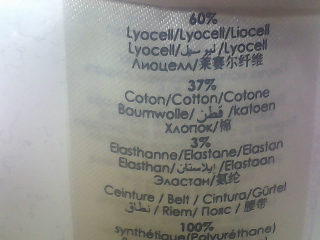 60%
Lyocell/Lyocell/Liocell
Lyocell/ليوسيل/Lyocell
Лиоцелл/莱赛尔纤维
37%
Coton/Cotton/Cotone
Baumwolle/قطن/katoen
Хлопок/棉
3%
Elasthanne/Elastane/Elastan
Elasthan/ايلاستان/Elastaan
Эластан/氨纶
Ceinture / Belt / Cintura/Gürtel
نطاق / Riem/ Пояс / 腰带
100%
synthétique(Polyuréthane)